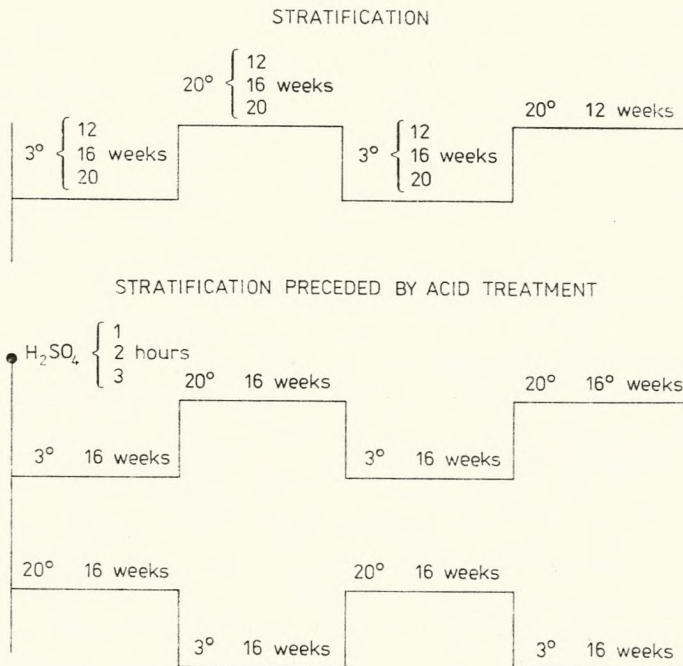 STRATIFICATION
20° { 12
16 weeks
20
3° { 12
16 weeks
20
3° { 12
16 weeks
20
20° 12 weeks
STRATIFICATION PRECEDED BY ACID TREATMENT
H₂SO₄ { 1
2 hours
3
20° 16 weeks
20° 16° weeks
3° 16 weeks
3° 16 weeks
20° 16 weeks
20° 16 weeks
3° 16 weeks
3° 16 weeks